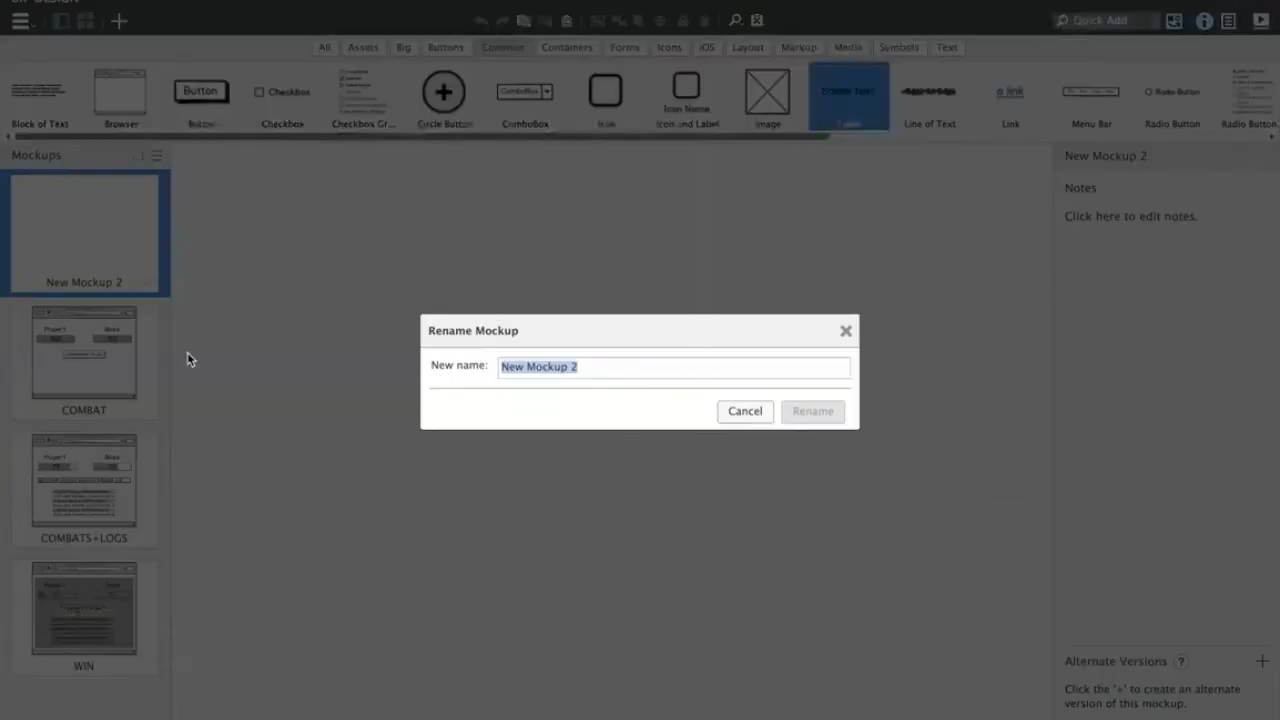 Quick Add
All Assets Big Buttons Common Containers Forms Icons iOS Layout Markup Media Symbols Text
Button
Checkbox
ComboBox
Icon Name
a link
Radio Button
Block of Text Browser Button Checkbox Checkbox Gr... Circle Button ComboBox Icon Icon and Label Image Line of Text Link Menu Bar Radio Button Radio Button
Mockups
New Mockup 2
COMBAT
COMBATS+LOGS
WIN
Rename Mockup
New name: New Mockup 2
Cancel Rename
New Mockup 2
Notes
Click here to edit notes.
Alternate Versions ?
Click the '+' to create an alternate
version of this mockup.